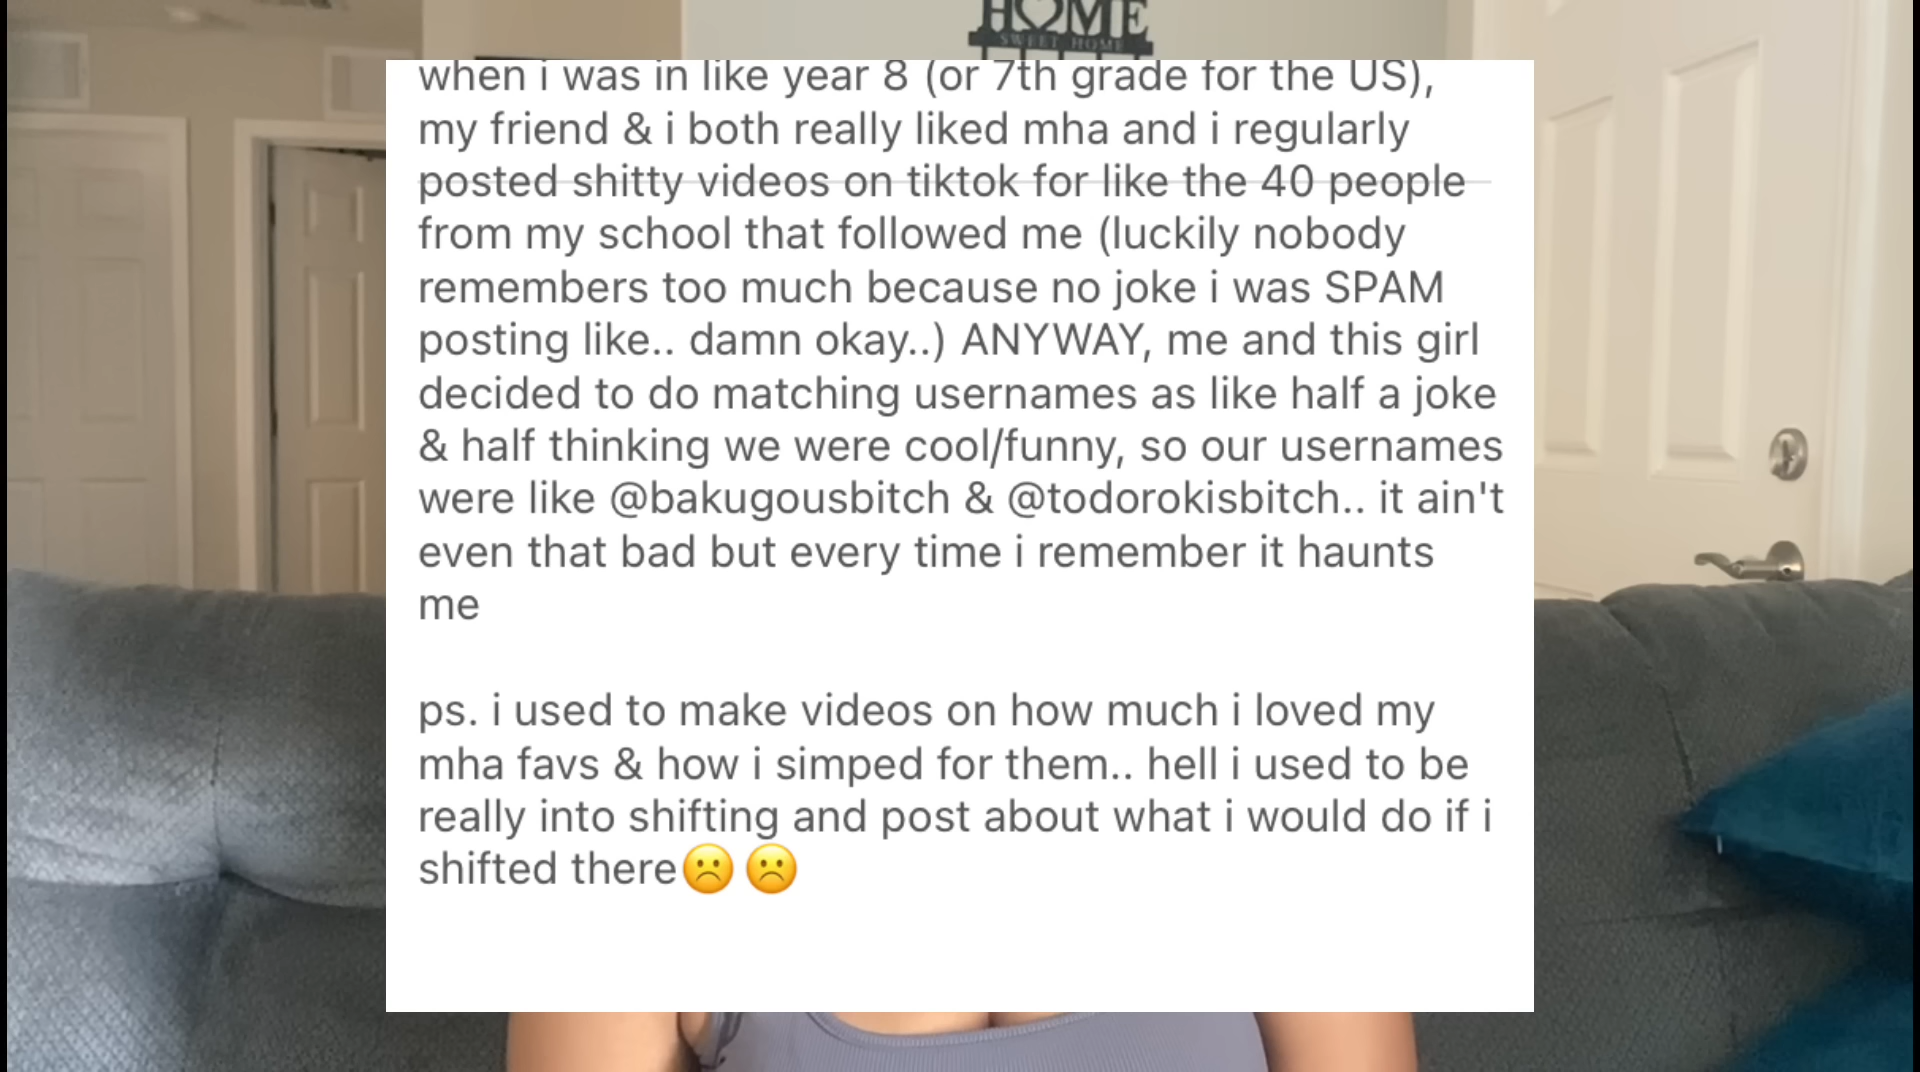 HOME
SWEET HOME
when i was in like year 8 (or 7th grade for the US),
my friend & i both really liked mha and i regularly
posted shitty videos on tiktok for like the 40 people
from my school that followed me (luckily nobody
remembers too much because no joke i was SPAM
posting like.. damn okay..) ANYWAY, me and this girl
decided to do matching usernames as like half a joke
& half thinking we were cool/funny, so our usernames
were like @bakugousbitch & @todorokisbitch.. it ain't
even that bad but every time i remember it haunts
me
ps. i used to make videos on how much i loved my
mha favs & how i simped for them.. hell i used to be
really into shifting and post about what i would do if i
shifted there☹️☹️